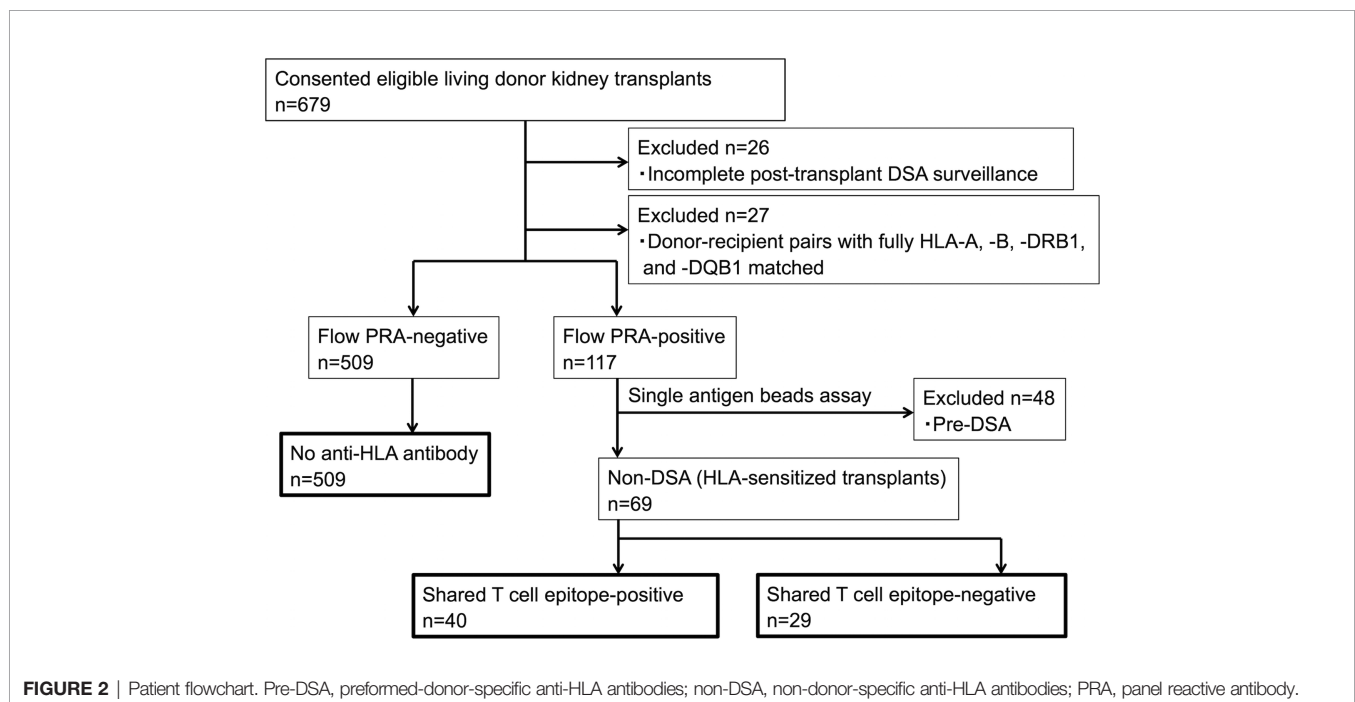 Consented eligible living donor kidney transplants
n=679
Excluded n=26
・Incomplete post-transplant DSA surveillance
Excluded n=27
・Donor-recipient pairs with fully HLA-A, -B, -DRB1,
and -DQB1 matched
Flow PRA-negative
n=509
Flow PRA-positive
n=117
Single antigen beads assay
Excluded n=48
・Pre-DSA
No anti-HLA antibody
n=509
Non-DSA (HLA-sensitized transplants)
n=69
Shared T cell epitope-positive
n=40
Shared T cell epitope-negative
n=29
FIGURE 2 | Patient flowchart. Pre-DSA, preformed-donor-specific anti-HLA antibodies; non-DSA, non-donor-specific anti-HLA antibodies; PRA, panel reactive antibody.